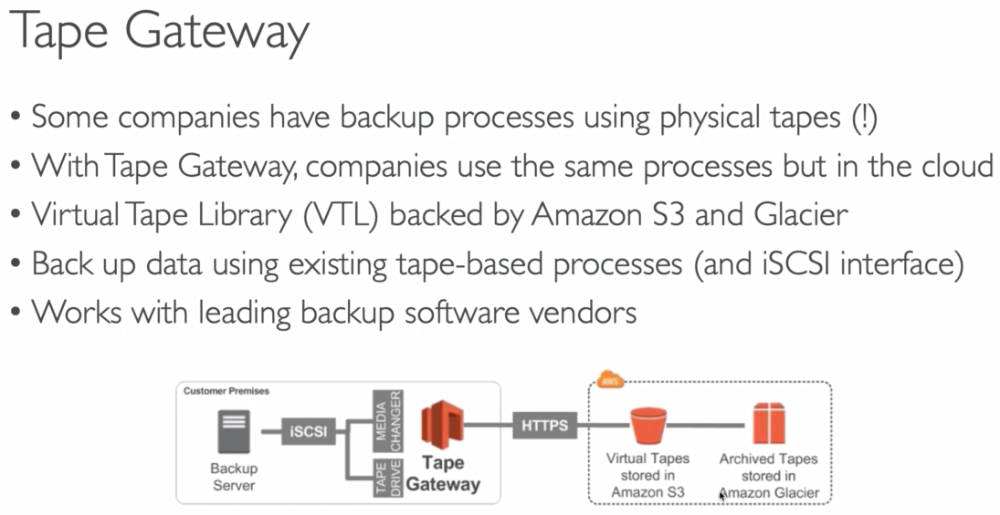 Tape Gateway
• Some companies have backup processes using physical tapes (!)
• With Tape Gateway, companies use the same processes but in the cloud
• Virtual Tape Library (VTL) backed by Amazon S3 and Glacier
• Back up data using existing tape-based processes (and iSCSI interface)
• Works with leading backup software vendors
Customer Premises
Backup
Server
iSCSI
MEDIA
CHANGER
TAPE
DRIVE
Tape
Gateway
HTTPS
AWS
Virtual Tapes
stored in
Amazon S3
Archived Tapes
stored in
Amazon Glacier